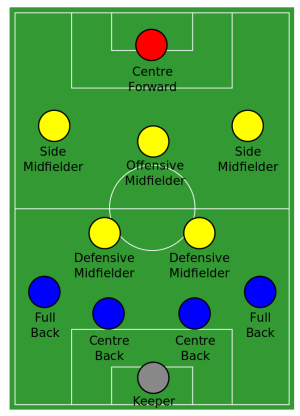 Centre
Forward
Side
Midfielder
Offensive
Midfielder
Side
Midfielder
Defensive
Midfielder
Defensive
Midfielder
Full
Back
Centre
Back
Centre
Back
Full
Back
Keeper